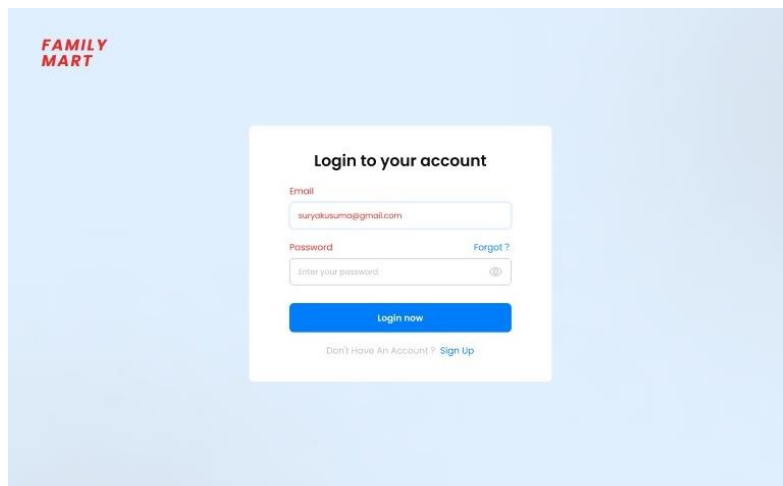 FAMILY
MART
Login to your account
Email
suryakusuma@gmail.com
Password Forgot ?
Enter your password
Login now
Don't Have An Account ? Sign Up